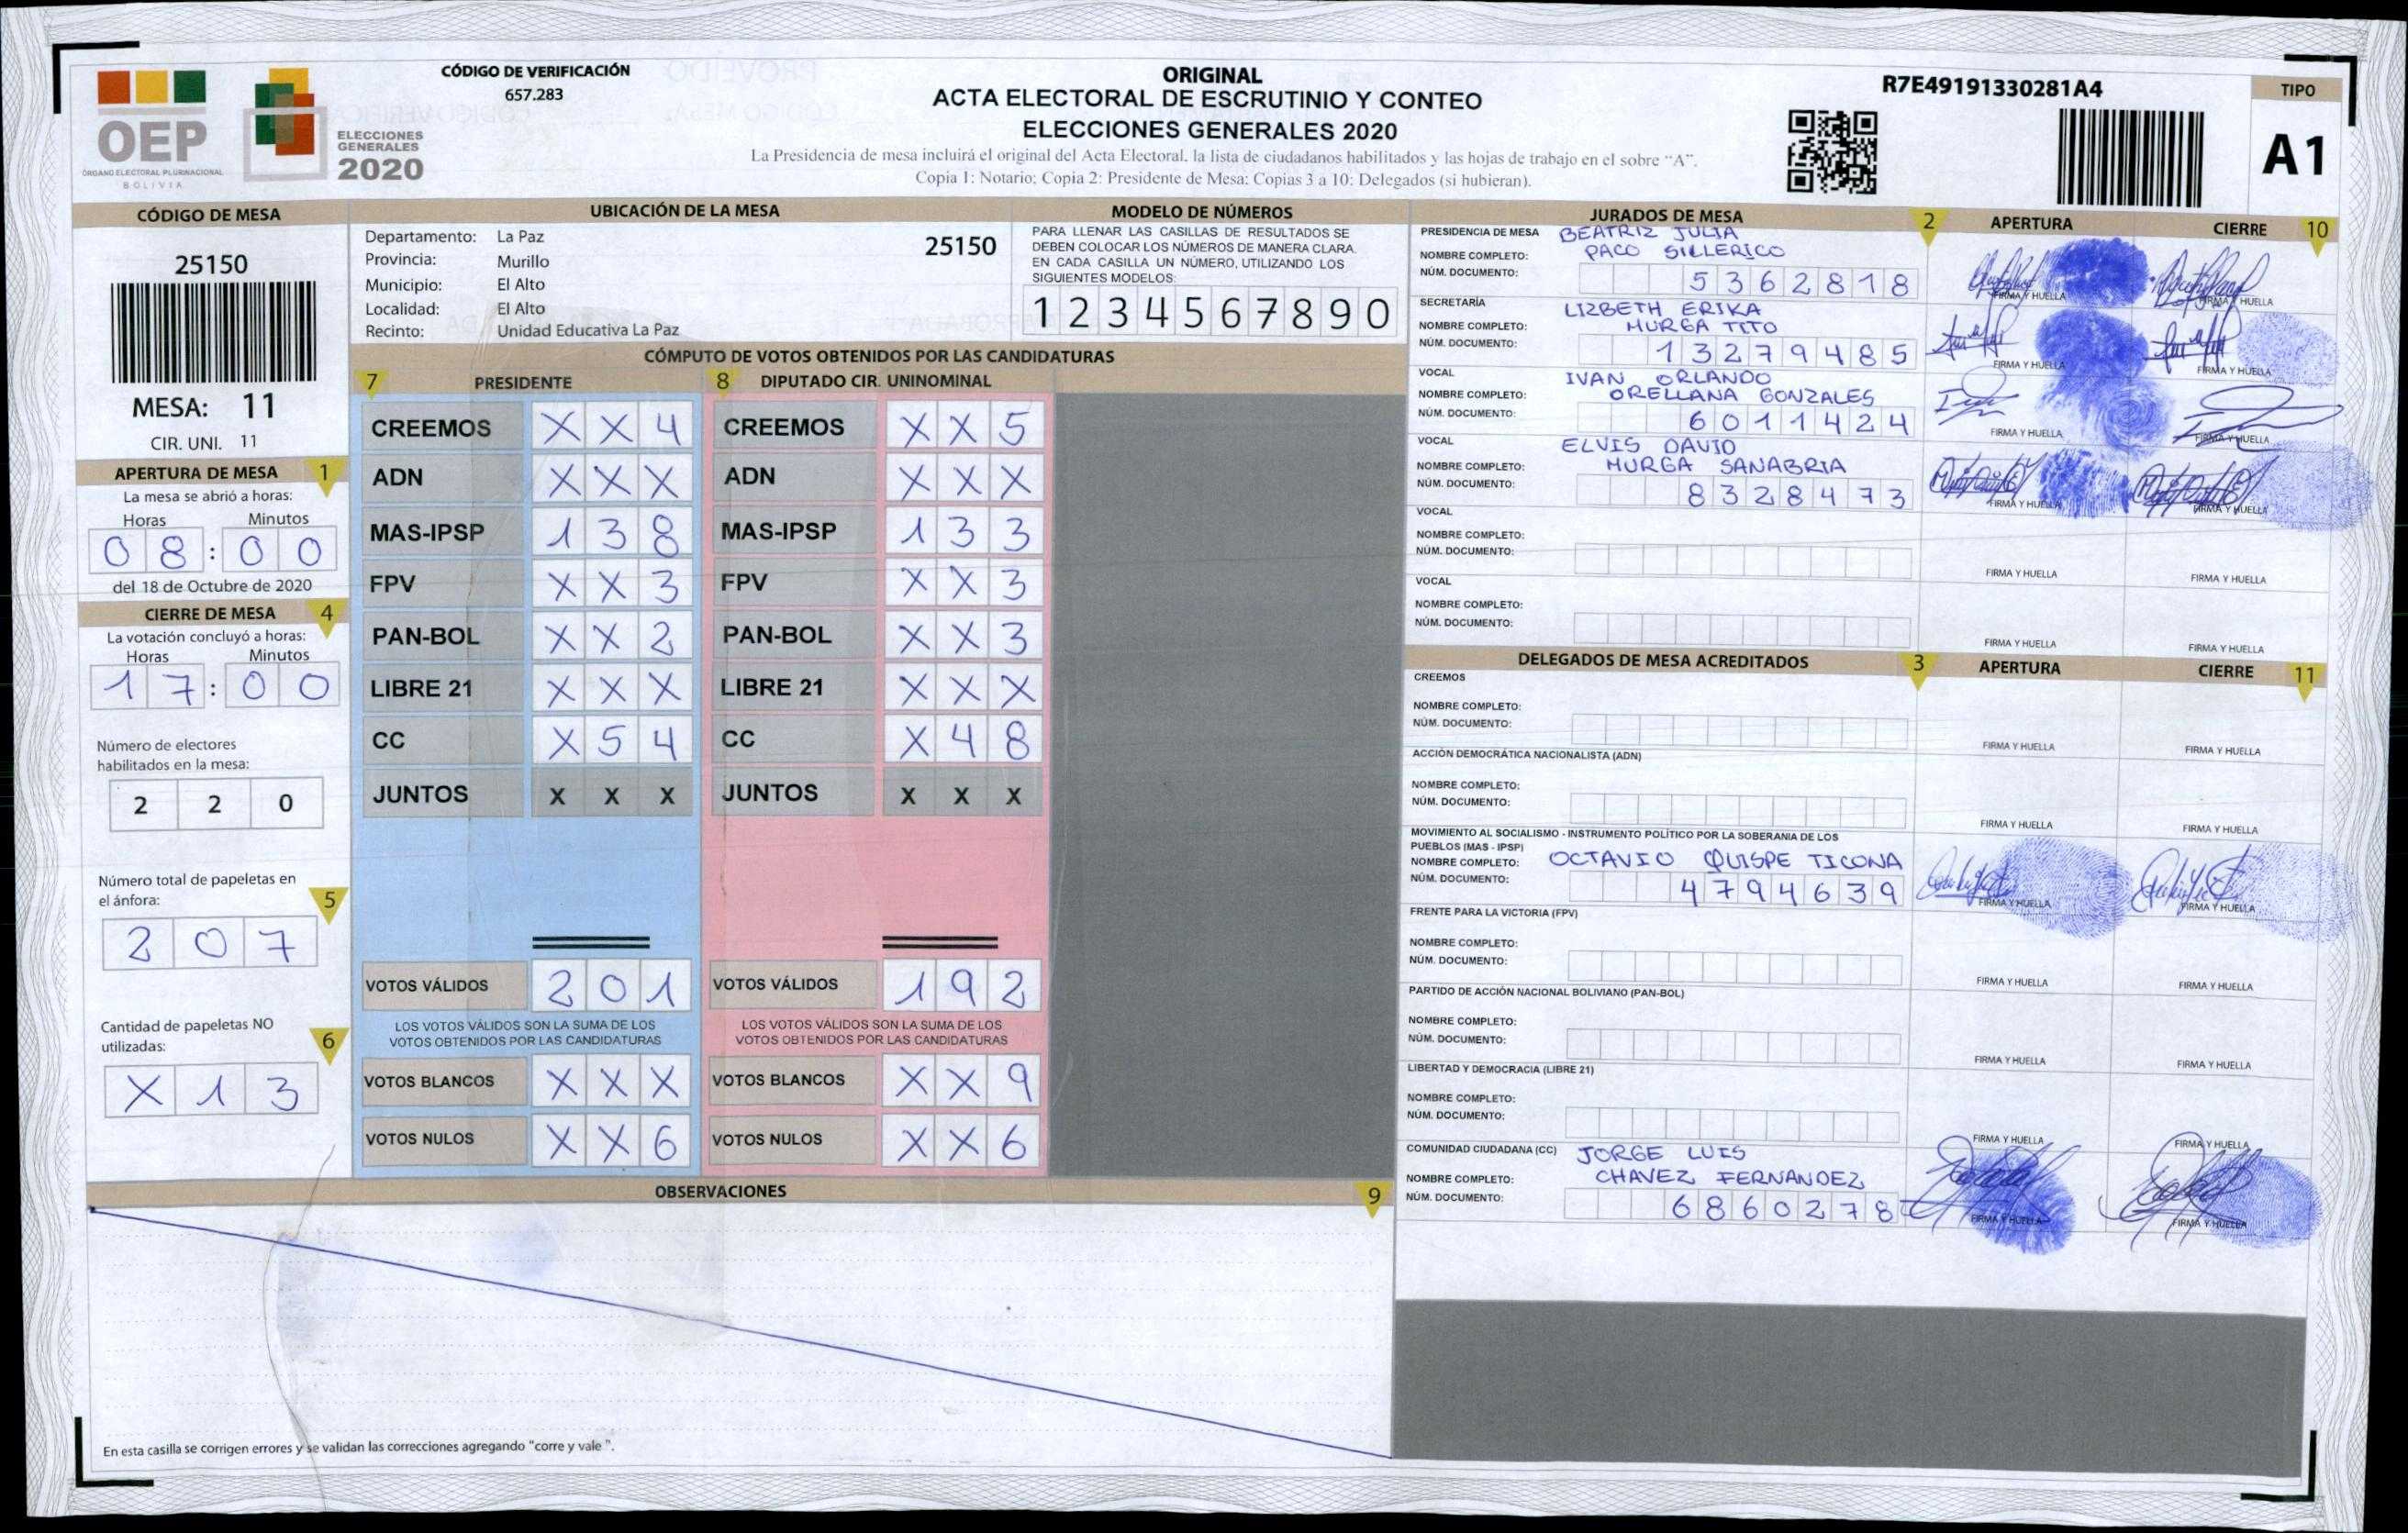 CÓDIGO DE VERIFICACIÓN
657.283
ORIGINAL
ACTA ELECTORAL DE ESCRUTINIO Y CONTEO
ELECCIONES GENERALES 2020
La Presidencia de mesa incluirá el original del Acta Electoral, la lista de ciudadanos habilitados y las hojas de trabajo en el sobre "A".
Copia 1: Notario; Copia 2: Presidente de Mesa: Copias 3 a 10: Delegados (si hubieran).
R7E49191330281A4
TIPO
A1
OEP
ÓRGANO ELECTORAL PLURINACIONAL
BOLIVIA
ELECCIONES
GENERALES
2020
CÓDIGO DE MESA
25150
MESA: 11
CIR. UNI. 11
APERTURA DE MESA 1
La mesa se abrió a horas:
Horas Minutos
08:00
del 18 de Octubre de 2020
CIERRE DE MESA 4
La votación concluyó a horas:
Horas Minutos
17:00
Número de electores
habilitados en la mesa:
2 2 0
Número total de papeletas en
el ánfora: 5
2 0 7
Cantidad de papeletas NO
utilizadas: 6
X 1 3
UBICACIÓN DE LA MESA
Departamento: La Paz 25150
Provincia: Murillo
Municipio: El Alto
Localidad: El Alto
Recinto: Unidad Educativa La Paz
MODELO DE NÚMEROS
PARA LLENAR LAS CASILLAS DE RESULTADOS SE
DEBEN COLOCAR LOS NÚMEROS DE MANERA CLARA.
EN CADA CASILLA UN NÚMERO, UTILIZANDO LOS
SIGUIENTES MODELOS:
1 2 3 4 5 6 7 8 9 0
CÓMPUTO DE VOTOS OBTENIDOS POR LAS CANDIDATURAS
7 PRESIDENTE 8 DIPUTADO CIR. UNINOMINAL
CREEMOS X X 4 CREEMOS X X 5
ADN X X X ADN X X X
MAS-IPSP 1 3 8 MAS-IPSP 1 3 3
FPV X X 3 FPV X X 3
PAN-BOL X X 2 PAN-BOL X X 3
LIBRE 21 X X X LIBRE 21 X X X
CC X 5 4 CC X 4 8
JUNTOS X X X JUNTOS X X X
VOTOS VÁLIDOS 2 0 1 VOTOS VÁLIDOS 1 9 2
LOS VOTOS VÁLIDOS SON LA SUMA DE LOS LOS VOTOS VÁLIDOS SON LA SUMA DE LOS
VOTOS OBTENIDOS POR LAS CANDIDATURAS VOTOS OBTENIDOS POR LAS CANDIDATURAS
VOTOS BLANCOS X X X VOTOS BLANCOS X X 9
VOTOS NULOS X X 6 VOTOS NULOS X X 6
OBSERVACIONES 9
En esta casilla se corrigen errores y se validan las correcciones agregando "corre y vale ".
JURADOS DE MESA 2 APERTURA CIERRE 10
PRESIDENCIA DE MESA BEATRIZ JULIA
NOMBRE COMPLETO: PACO SILLERICO
NÚM. DOCUMENTO: 5362818
FIRMA Y HUELLA FIRMA Y HUELLA
SECRETARÍA LIZBETH ERIKA
NOMBRE COMPLETO: MURGA TITO
NÚM. DOCUMENTO: 13279485
FIRMA Y HUELLA FIRMA Y HUELLA
VOCAL IVAN ORLANDO
NOMBRE COMPLETO: ORELLANA GONZALES
NÚM. DOCUMENTO: 6011424
FIRMA Y HUELLA FIRMA Y HUELLA
VOCAL ELVIS DAVID
NOMBRE COMPLETO: MURGA SANABRIA
NÚM. DOCUMENTO: 8328473
FIRMA Y HUELLA FIRMA Y HUELLA
VOCAL
NOMBRE COMPLETO:
NÚM. DOCUMENTO:
FIRMA Y HUELLA FIRMA Y HUELLA
VOCAL
NOMBRE COMPLETO:
NÚM. DOCUMENTO:
FIRMA Y HUELLA FIRMA Y HUELLA
DELEGADOS DE MESA ACREDITADOS 3 APERTURA CIERRE 11
CREEMOS
NOMBRE COMPLETO:
NÚM. DOCUMENTO:
FIRMA Y HUELLA FIRMA Y HUELLA
ACCIÓN DEMOCRÁTICA NACIONALISTA (ADN)
NOMBRE COMPLETO:
NÚM. DOCUMENTO:
FIRMA Y HUELLA FIRMA Y HUELLA
MOVIMIENTO AL SOCIALISMO - INSTRUMENTO POLÍTICO POR LA SOBERANIA DE LOS
PUEBLOS (MAS - IPSP)
NOMBRE COMPLETO: OCTAVIO QUISPE TICONA
NÚM. DOCUMENTO: 4794639
FIRMA Y HUELLA FIRMA Y HUELLA
FRENTE PARA LA VICTORIA (FPV)
NOMBRE COMPLETO:
NÚM. DOCUMENTO:
FIRMA Y HUELLA FIRMA Y HUELLA
PARTIDO DE ACCIÓN NACIONAL BOLIVIANO (PAN-BOL)
NOMBRE COMPLETO:
NÚM. DOCUMENTO:
FIRMA Y HUELLA FIRMA Y HUELLA
LIBERTAD Y DEMOCRACIA (LIBRE 21)
NOMBRE COMPLETO:
NÚM. DOCUMENTO:
FIRMA Y HUELLA FIRMA Y HUELLA
COMUNIDAD CIUDADANA (CC) JORGE LUIS
NOMBRE COMPLETO: CHAVEZ FERNANDEZ
NÚM. DOCUMENTO: 6860278
FIRMA Y HUELLA FIRMA Y HUELLA